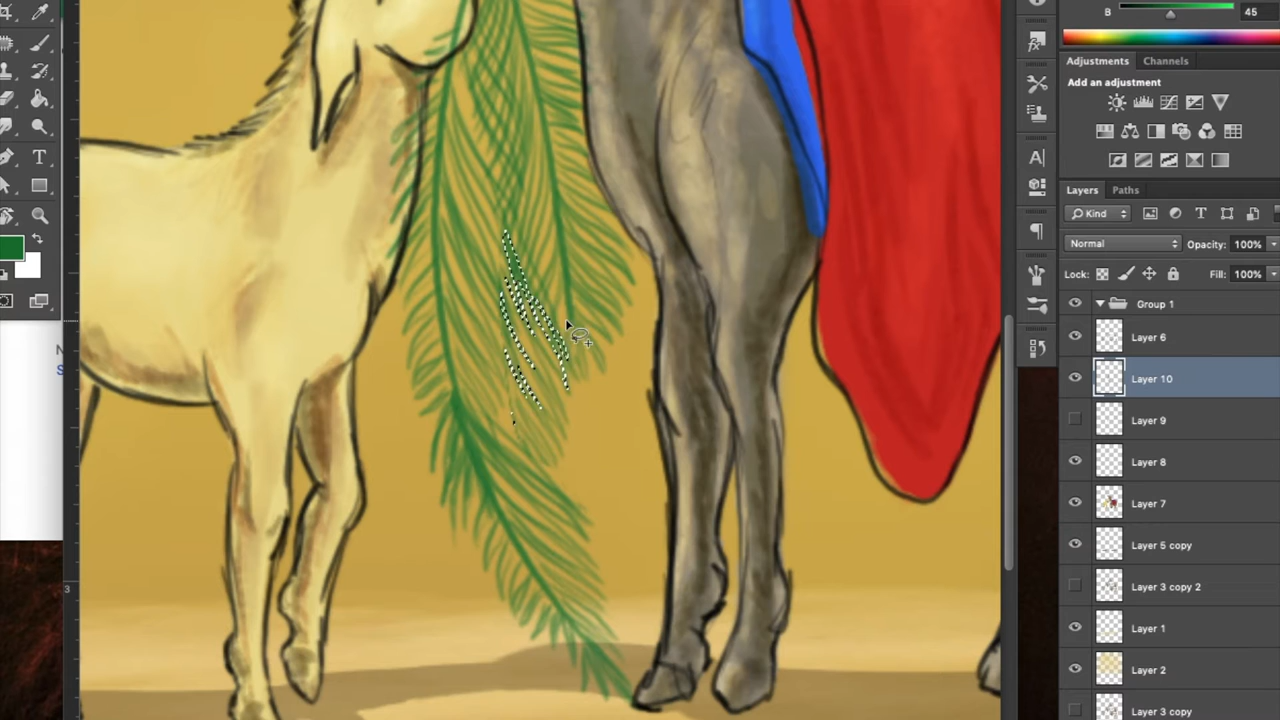 B 45
Adjustments Channels
Add an adjustment
Layers Paths
Kind
Normal Opacity: 100%
Lock: Fill: 100%
Group 1
Layer 6
Layer 10
Layer 9
Layer 8
Layer 7
Layer 5 copy
Layer 3 copy 2
Layer 1
Layer 2
Layer 3 copy
3